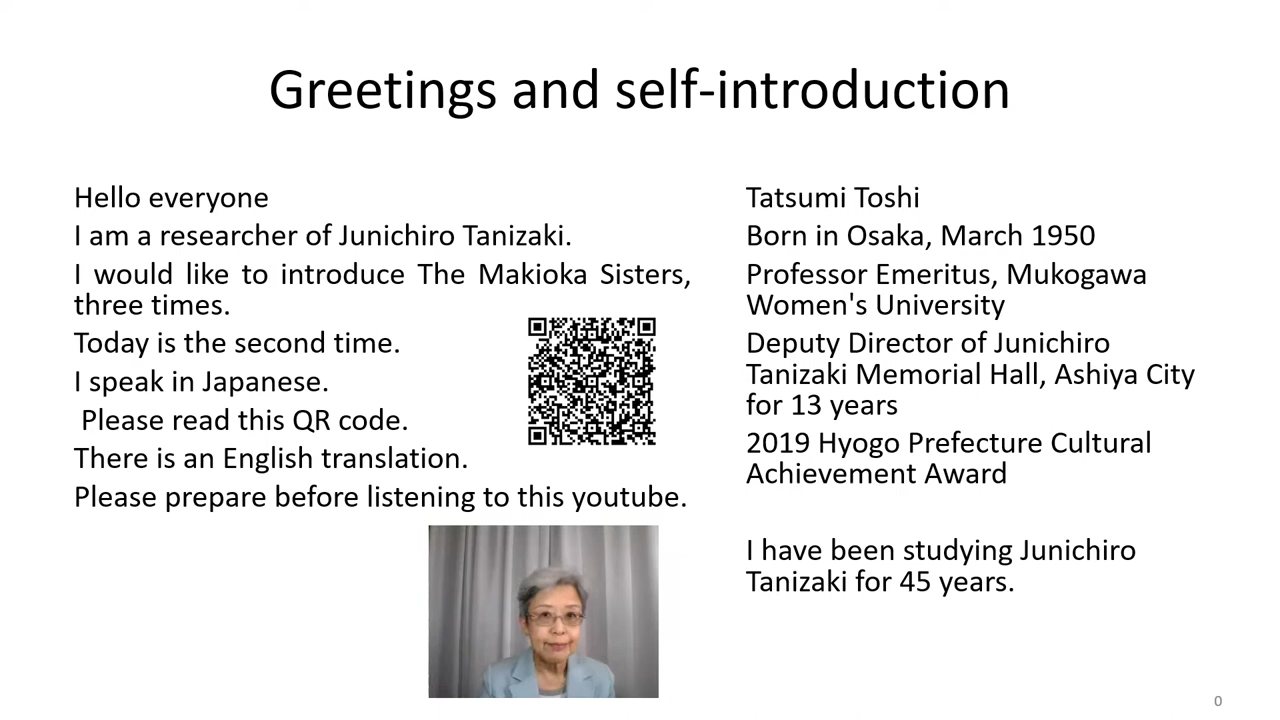 Greetings and self-introduction
Hello everyone
I am a researcher of Junichiro Tanizaki.
I would like to introduce The Makioka Sisters,
three times.
Today is the second time.
I speak in Japanese.
Please read this QR code.
There is an English translation.
Please prepare before listening to this youtube.
Tatsumi Toshi
Born in Osaka, March 1950
Professor Emeritus, Mukogawa
Women's University
Deputy Director of Junichiro
Tanizaki Memorial Hall, Ashiya City
for 13 years
2019 Hyogo Prefecture Cultural
Achievement Award
I have been studying Junichiro
Tanizaki for 45 years.
0